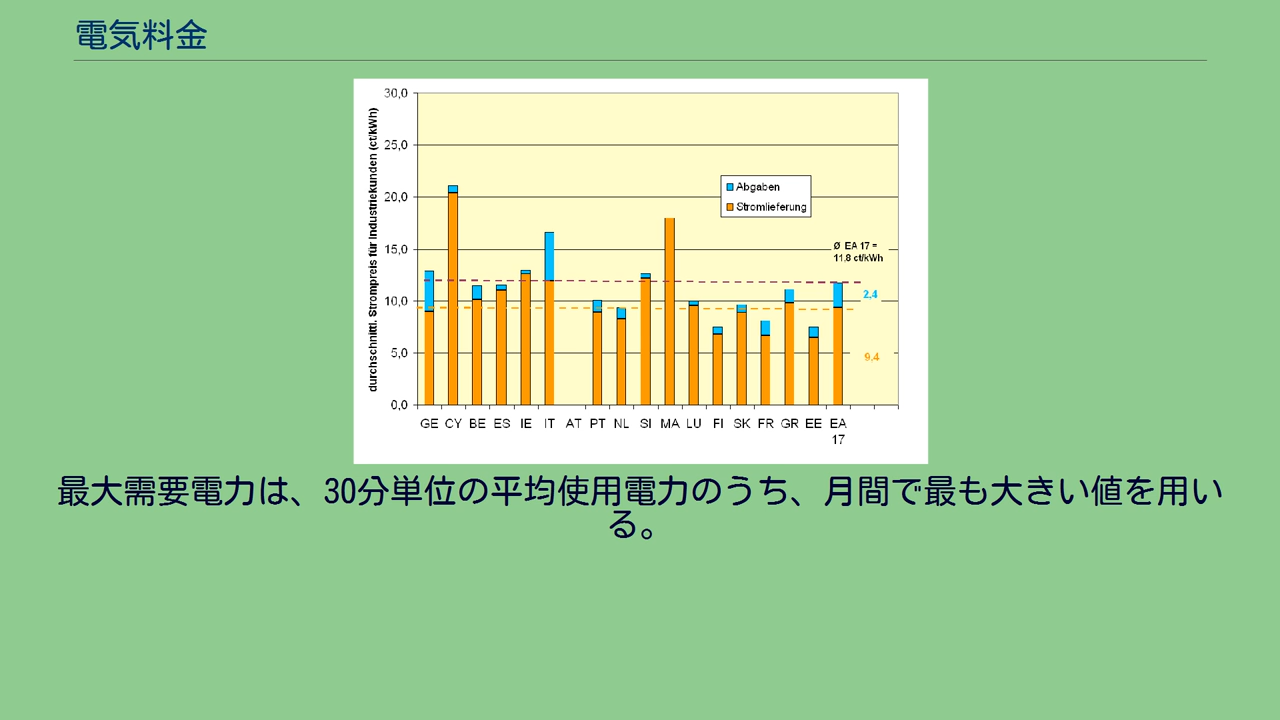 電気料金
durchschnittl. Strompreis für Industriekunden (ct/kWh)
30,0
25,0
20,0
15,0
10,0
5,0
0,0
Abgaben
Stromlieferung
Ø EA 17 =
11,8 ct/kWh
2,4
9,4
GE CY BE ES IE IT AT PT NL SI MA LU FI SK FR GR EE EA
17
最大需要電力は、30分単位の平均使用電力のうち、月間で最も大きい値を用い
る。